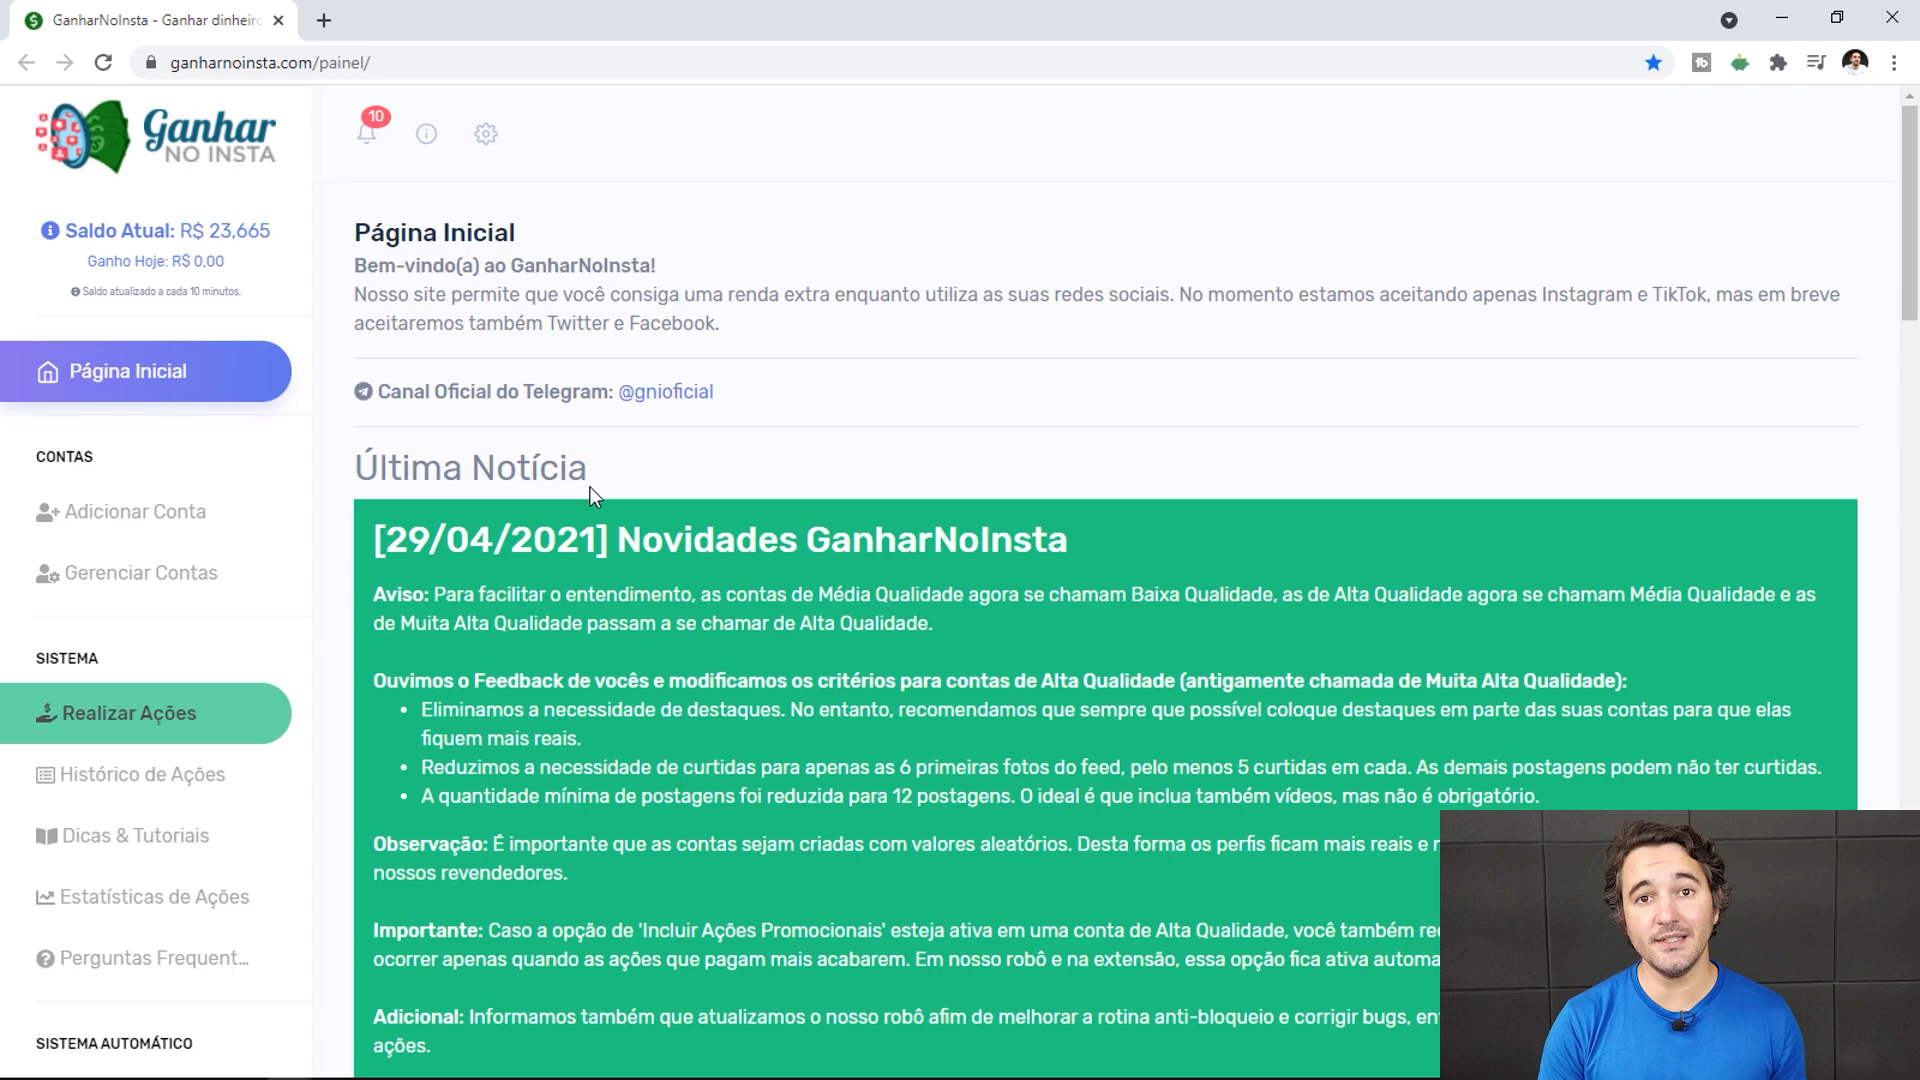 GanharNoInsta - Ganhar dinheiro
ganharnoinsta.com/painel/
Ganhar
NO INSTA
10
Saldo Atual: R$ 23,665
Ganho Hoje: R$ 0,00
Saldo atualizado a cada 10 minutos.
Página Inicial
CONTAS
Adicionar Conta
Gerenciar Contas
SISTEMA
Realizar Ações
Histórico de Ações
Dicas & Tutoriais
Estatísticas de Ações
Perguntas Frequent...
SISTEMA AUTOMÁTICO
Página Inicial
Bem-vindo(a) ao GanharNoInsta!
Nosso site permite que você consiga uma renda extra enquanto utiliza as suas redes sociais. No momento estamos aceitando apenas Instagram e TikTok, mas em breve
aceitaremos também Twitter e Facebook.
Canal Oficial do Telegram: @gnioficial
Última Notícia
[29/04/2021] Novidades GanharNoInsta
Aviso: Para facilitar o entendimento, as contas de Média Qualidade agora se chamam Baixa Qualidade, as de Alta Qualidade agora se chamam Média Qualidade e as
de Muita Alta Qualidade passam a se chamar de Alta Qualidade.
Ouvimos o Feedback de vocês e modificamos os critérios para contas de Alta Qualidade (antigamente chamada de Muita Alta Qualidade):
• Eliminamos a necessidade de destaques. No entanto, recomendamos que sempre que possível coloque destaques em parte das suas contas para que elas
fiquem mais reais.
• Reduzimos a necessidade de curtidas para apenas as 6 primeiras fotos do feed, pelo menos 5 curtidas em cada. As demais postagens podem não ter curtidas.
• A quantidade mínima de postagens foi reduzida para 12 postagens. O ideal é que inclua também vídeos, mas não é obrigatório.
Observação: É importante que as contas sejam criadas com valores aleatórios. Desta forma os perfis ficam mais reais e
nossos revendedores.
Importante: Caso a opção de 'Incluir Ações Promocionais' esteja ativa em uma conta de Alta Qualidade, você também
ocorrer apenas quando as ações que pagam mais acabarem. Em nosso robô e na extensão, essa opção fica ativa
Adicional: Informamos também que atualizamos o nosso robô afim de melhorar a rotina anti-bloqueio e corrigir bugs,
ações.